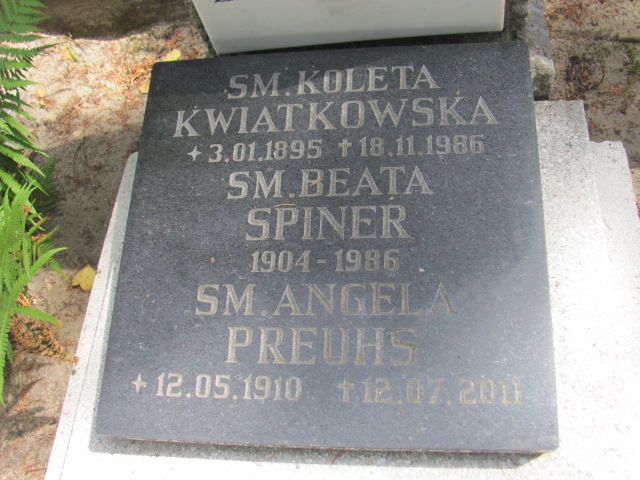 SM. KOLETA
KWIATKOWSKA
+ 3.01.1895 † 18.11.1986
SM. BEATA
SPINER
1904 - 1986
SM. ANGELA
PREUHS
+ 12.05.1910 † 12.07.2011